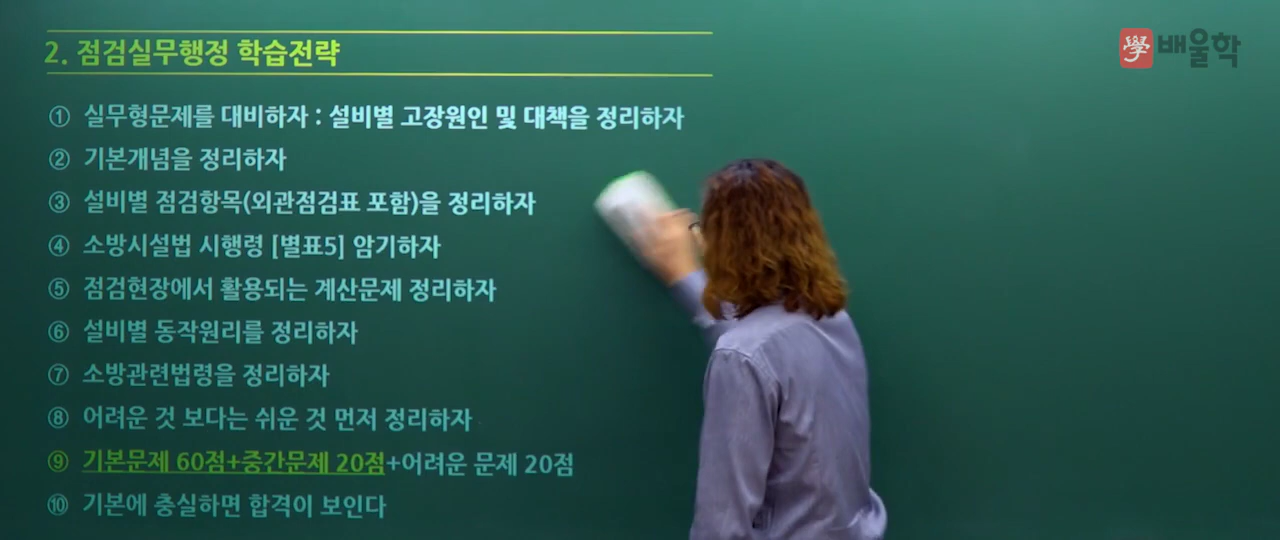 學 배울학
2. 점검실무행정 학습전략
① 실무형문제를 대비하자 : 설비별 고장원인 및 대책을 정리하자
② 기본개념을 정리하자
③ 설비별 점검항목(외관점검표 포함)을 정리하자
④ 소방시설법 시행령 [별표5] 암기하자
⑤ 점검현장에서 활용되는 계산문제 정리하자
⑥ 설비별 동작원리를 정리하자
⑦ 소방관련법령을 정리하자
⑧ 어려운 것 보다는 쉬운 것 먼저 정리하자
⑨ 기본문제 60점+중간문제 20점+어려운 문제 20점
⑩ 기본에 충실하면 합격이 보인다